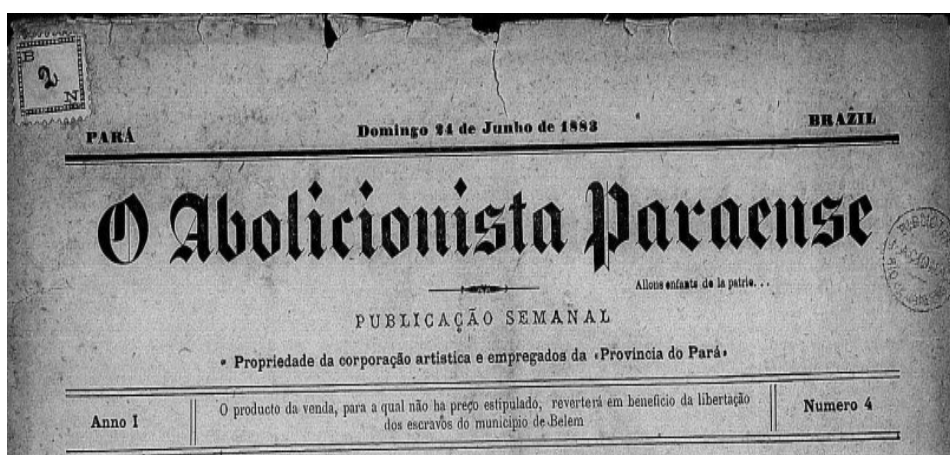 B
2
N
PARÁ
Domingo 24 de Junho de 1883
BRAZIL
O Abolicionista Paraense
Allons enfants de la patrie...
PUBLICAÇÃO SEMANAL
Propriedade da corporação artistica e empregados da «Provincia do Pará»
Anno I
O producto da venda, para a qual não ha preço estipulado, reverterá em beneficio da libertação
dos escravos do municipio de Belem
Numero 4